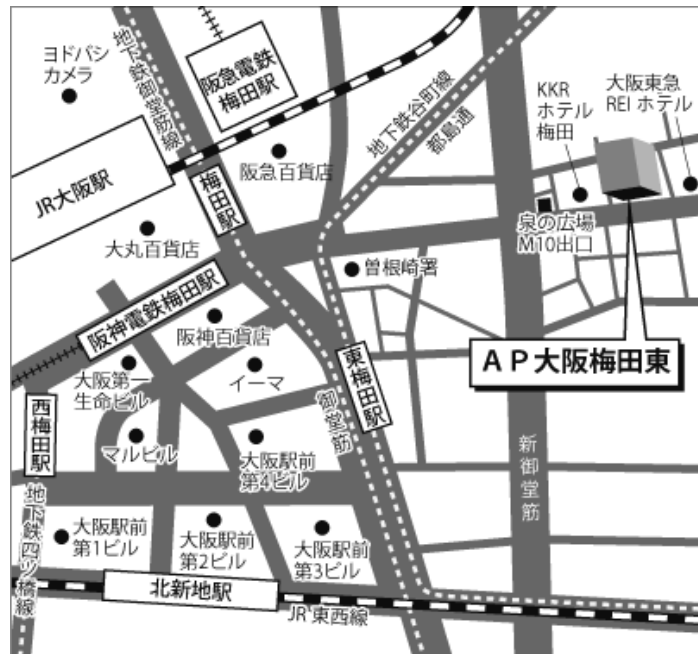 ヨドバシ
カメラ
地下鉄御堂筋線
阪急電鉄
梅田駅
地下鉄谷町線
都島通
KKR
ホテル
梅田
大阪東急
REI ホテル
JR大阪駅
梅田駅
阪急百貨店
大丸百貨店
泉の広場
M10出口
曽根崎署
阪神電鉄梅田駅
阪神百貨店
AP大阪梅田東
大阪第一
生命ビル
イーマ
東梅田駅
御堂筋
西梅田駅
マルビル
大阪駅前
第4ビル
新御堂筋
地下鉄四ツ橋線
大阪駅前
第1ビル
大阪駅前
第2ビル
大阪駅前
第3ビル
北新地駅
JR東西線